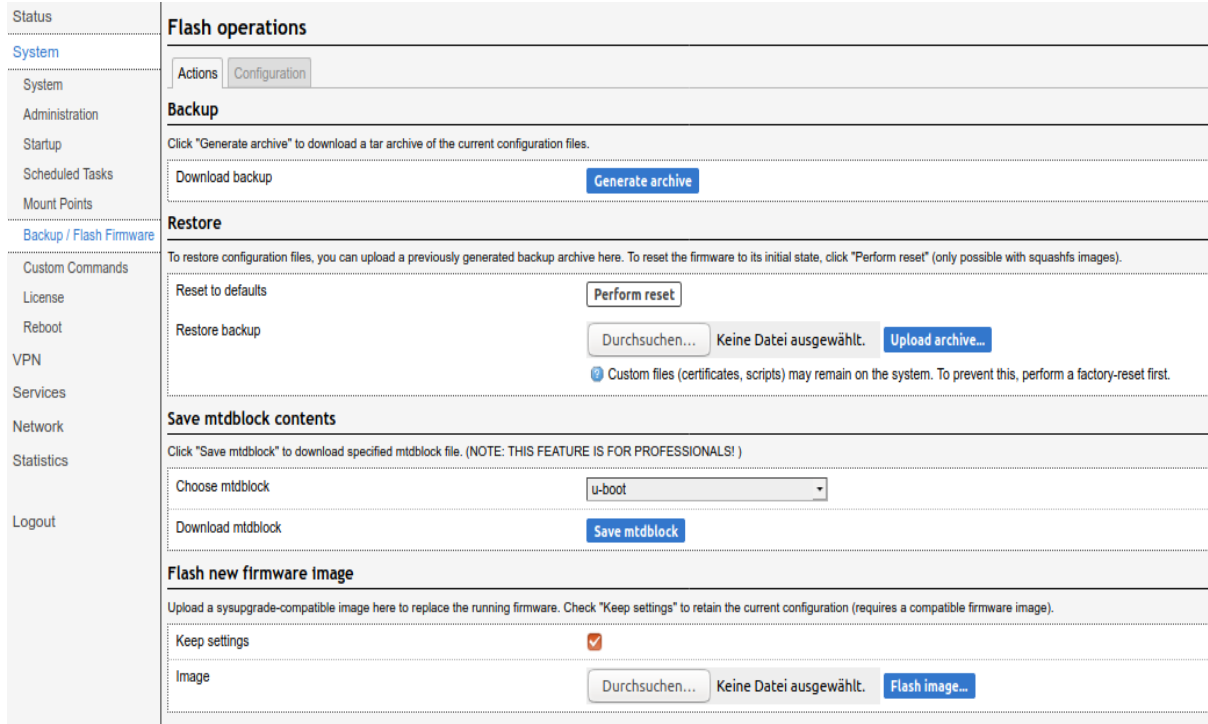 Status
System
System
Administration
Startup
Scheduled Tasks
Mount Points
Backup / Flash Firmware
Custom Commands
License
Reboot
VPN
Services
Network
Statistics
Logout
Flash operations
Actions
Configuration
Backup
Click "Generate archive" to download a tar archive of the current configuration files.
Download backup
Generate archive
Restore
To restore configuration files, you can upload a previously generated backup archive here. To reset the firmware to its initial state, click "Perform reset" (only possible with squashfs images).
Reset to defaults
Perform reset
Restore backup
Durchsuchen... Keine Datei ausgewählt. Upload archive...
Custom files (certificates, scripts) may remain on the system. To prevent this, perform a factory-reset first.
Save mtdblock contents
Click "Save mtdblock" to download specified mtdblock file. (NOTE: THIS FEATURE IS FOR PROFESSIONALS! )
Choose mtdblock
u-boot
Download mtdblock
Save mtdblock
Flash new firmware image
Upload a sysupgrade-compatible image here to replace the running firmware. Check "Keep settings" to retain the current configuration (requires a compatible firmware image).
Keep settings
Image
Durchsuchen... Keine Datei ausgewählt. Flash image...